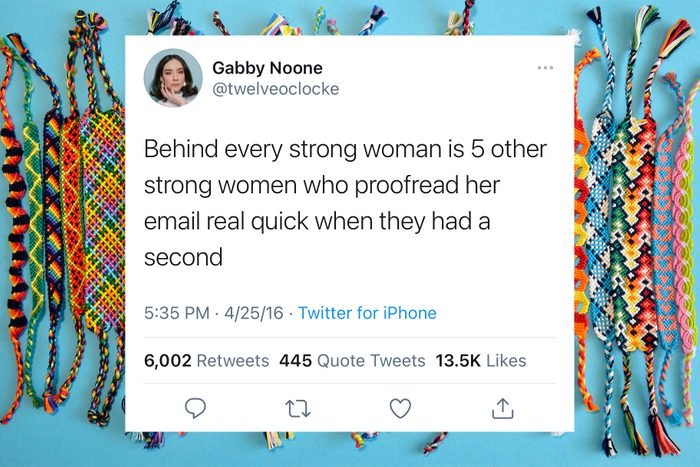 Gabby Noone
@twelveoclocke
Behind every strong woman is 5 other
strong women who proofread her
email real quick when they had a
second
5:35 PM · 4/25/16 · Twitter for iPhone
6,002 Retweets 445 Quote Tweets 13.5K Likes